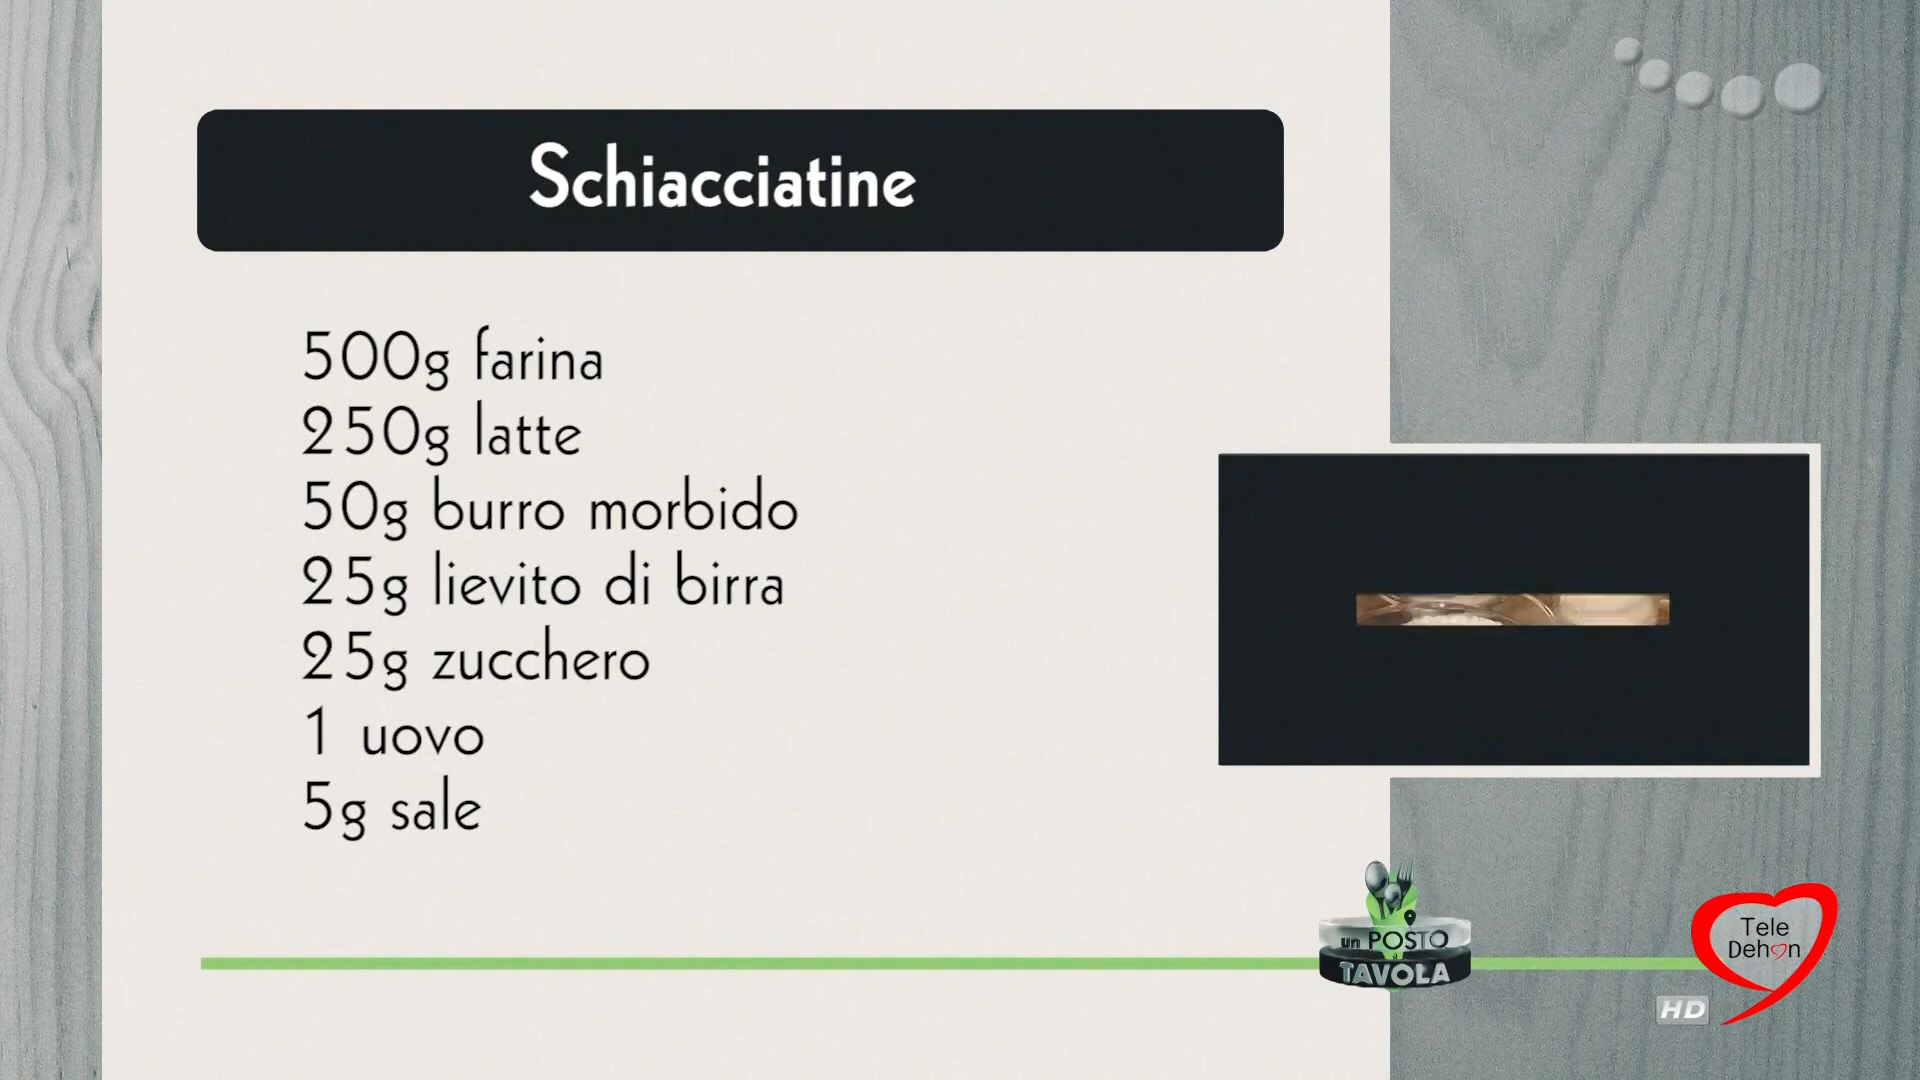 Schiacciatine
500g farina
250g latte
50g burro morbido
25g lievito di birra
25g zucchero
1 uovo
5g sale
un POSTO
a
TAVOLA
Tele
Dehon
HD